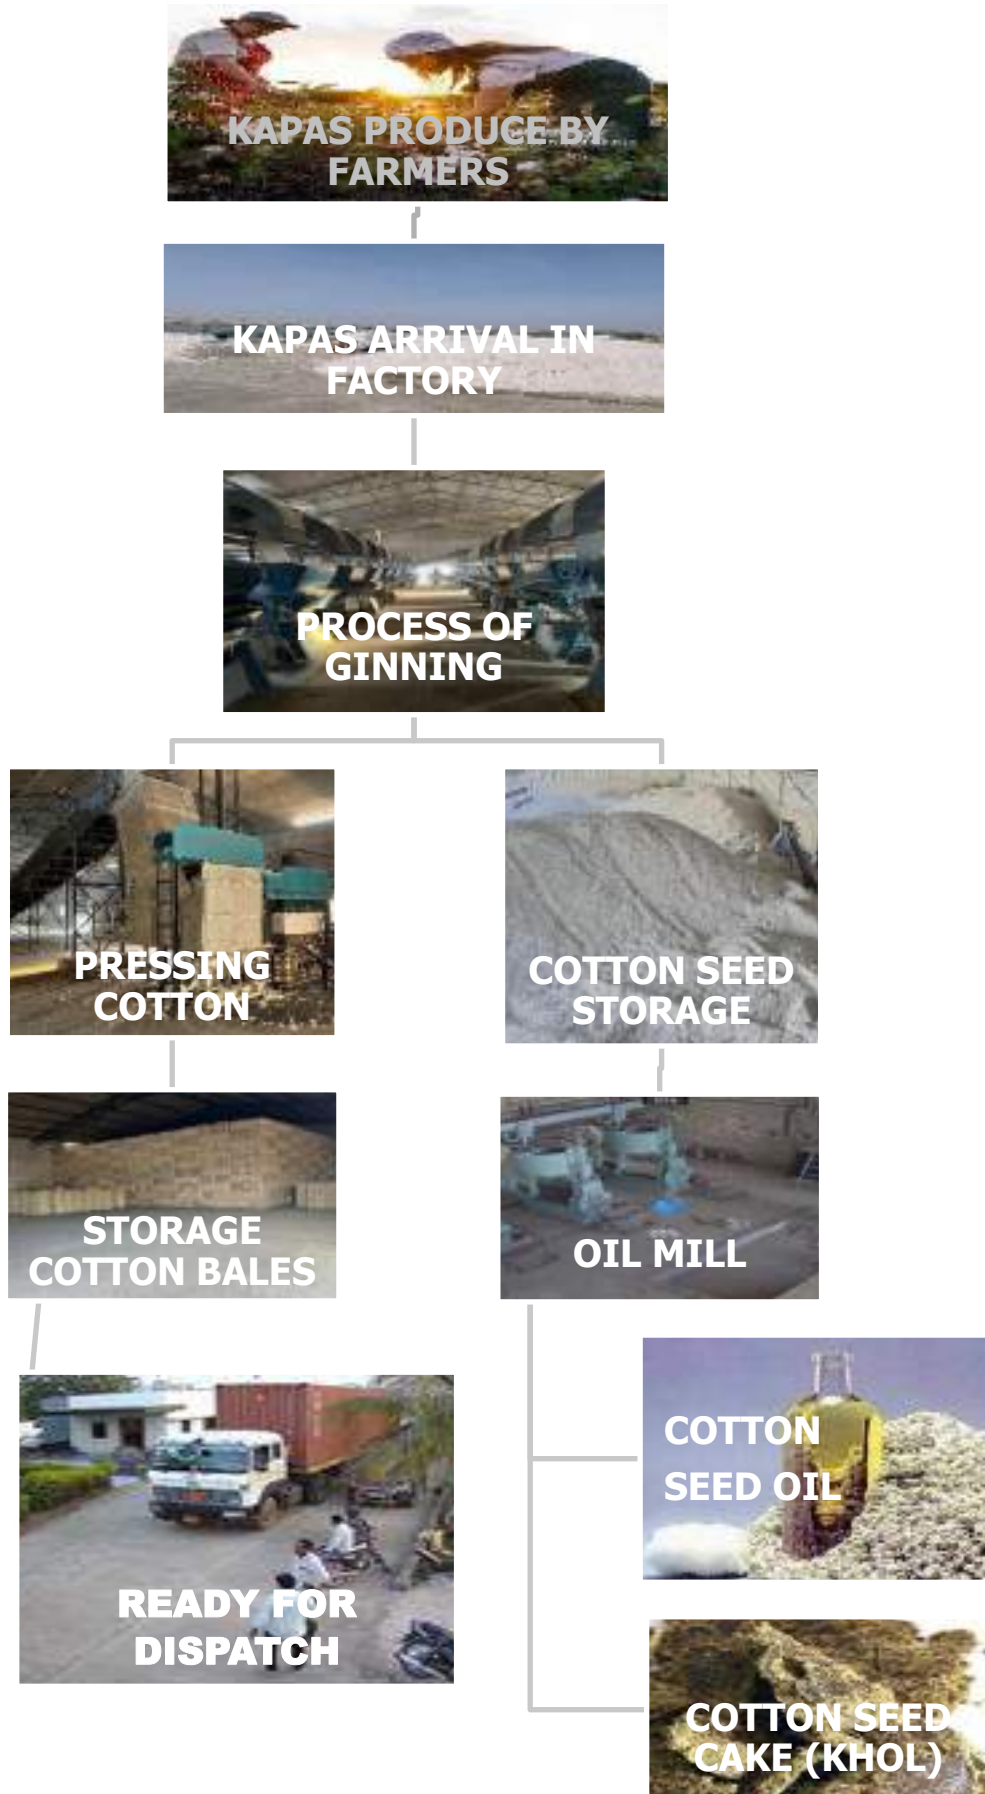 KAPAS PRODUCE BY
FARMERS
KAPAS ARRIVAL IN
FACTORY
PROCESS OF
GINNING
PRESSING
COTTON
COTTON SEED
STORAGE
STORAGE
COTTON BALES
OIL MILL
READY FOR
DISPATCH
COTTON
SEED OIL
COTTON SEED
CAKE (KHOL)